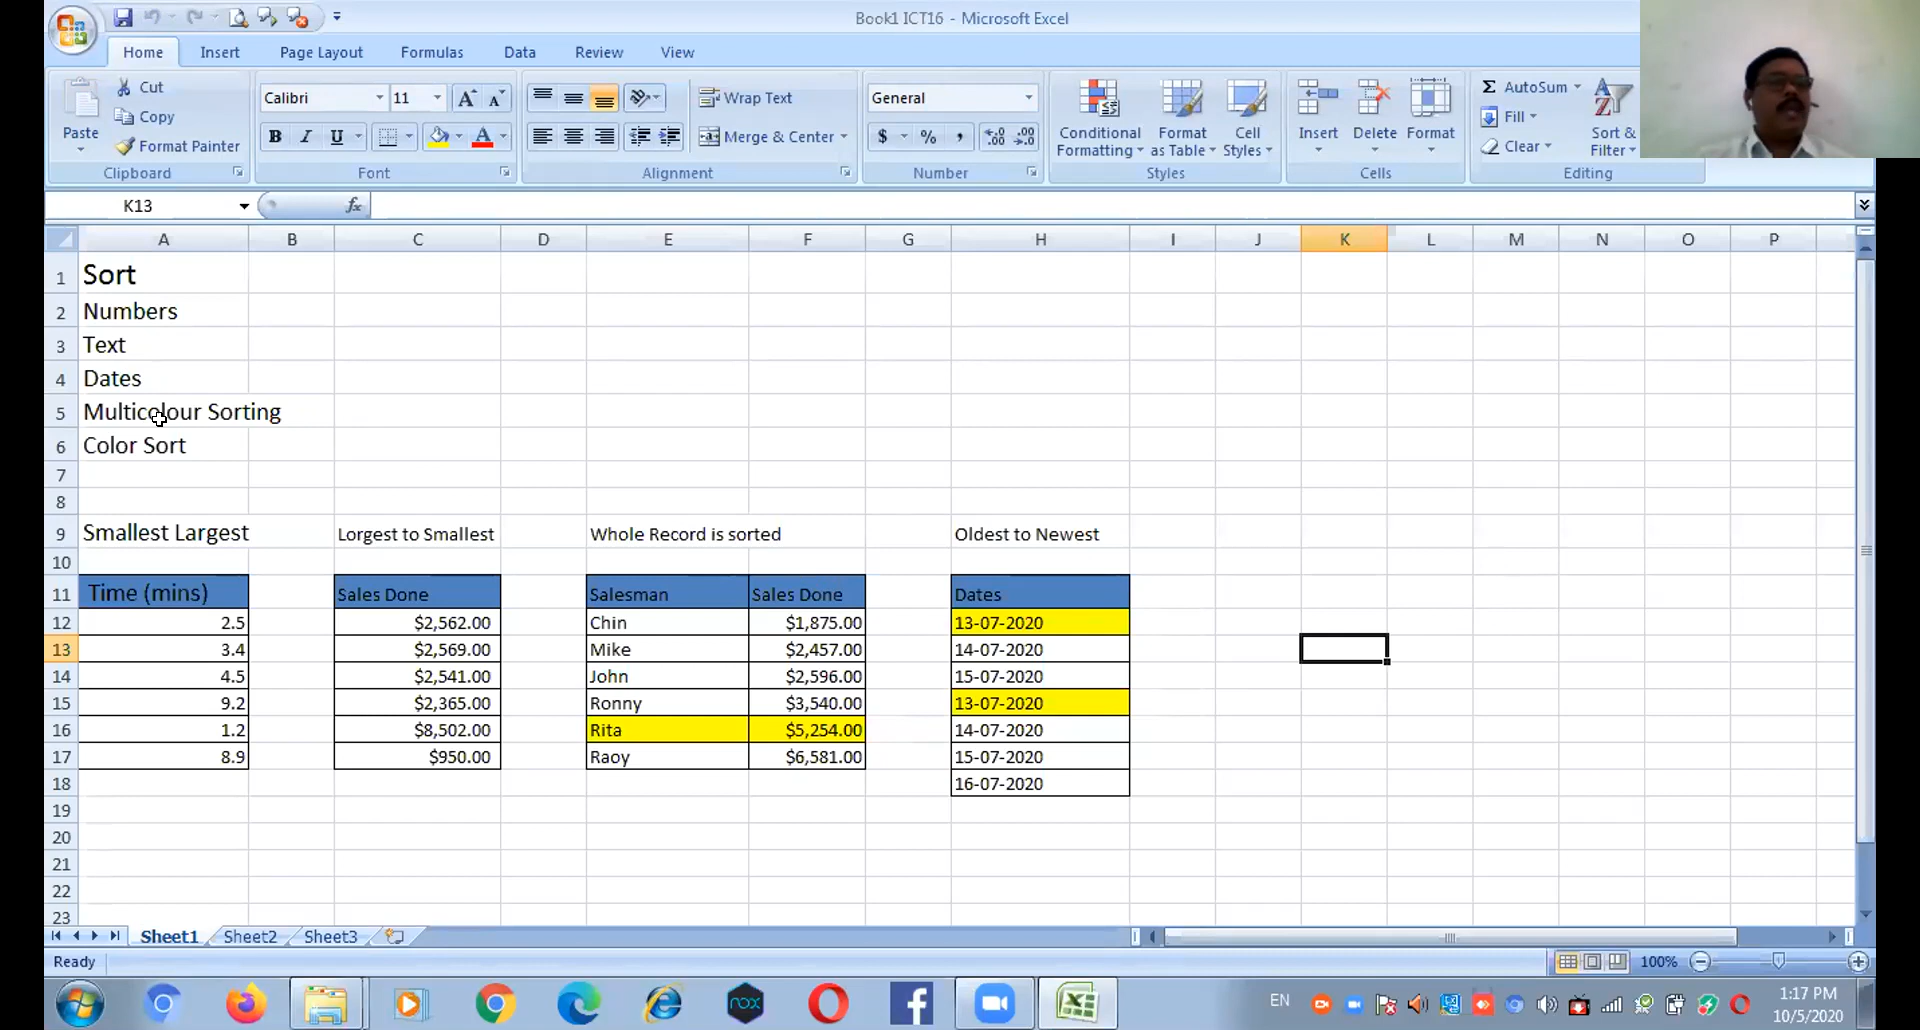 Book1 ICT16 - Microsoft Excel
Home Insert Page Layout Formulas Data Review View
Paste
Cut
Copy
Format Painter
Clipboard
Calibri 11
B I U
Font
Wrap Text
Merge & Center
Alignment
General
$ % ,
Number
Conditional Formatting
Format as Table
Cell Styles
Styles
Insert
Delete
Format
Cells
AutoSum
Fill
Clear
Sort & Filter
Editing
K13 fx
A B C D E F G H I J K L M N O P
1 Sort
2 Numbers
3 Text
4 Dates
5 Multicolour Sorting
6 Color Sort
7
8
9 Smallest Largest Lorgest to Smallest Whole Record is sorted Oldest to Newest
10
11 Time (mins) Sales Done Salesman Sales Done Dates
12 2.5 $2,562.00 Chin $1,875.00 13-07-2020
13 3.4 $2,569.00 Mike $2,457.00 14-07-2020
14 4.5 $2,541.00 John $2,596.00 15-07-2020
15 9.2 $2,365.00 Ronny $3,540.00 13-07-2020
16 1.2 $8,502.00 Rita $5,254.00 14-07-2020
17 8.9 $950.00 Raoy $6,581.00 15-07-2020
18 16-07-2020
19
20
21
22
23
Sheet1 Sheet2 Sheet3
Ready 100%
nox EN 1:17 PM
10/5/2020